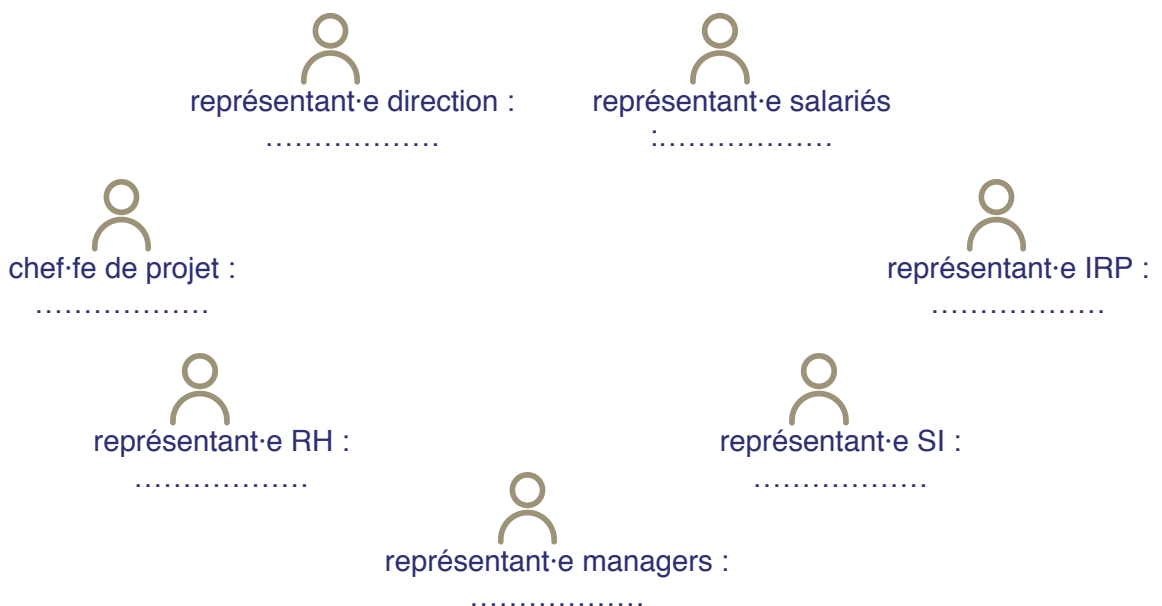 représentant·e direction :
………………
représentant·e salariés
:………………
chef·fe de projet :
………………
représentant·e IRP :
………………
représentant·e RH :
………………
représentant·e SI :
………………
représentant·e managers :
………………